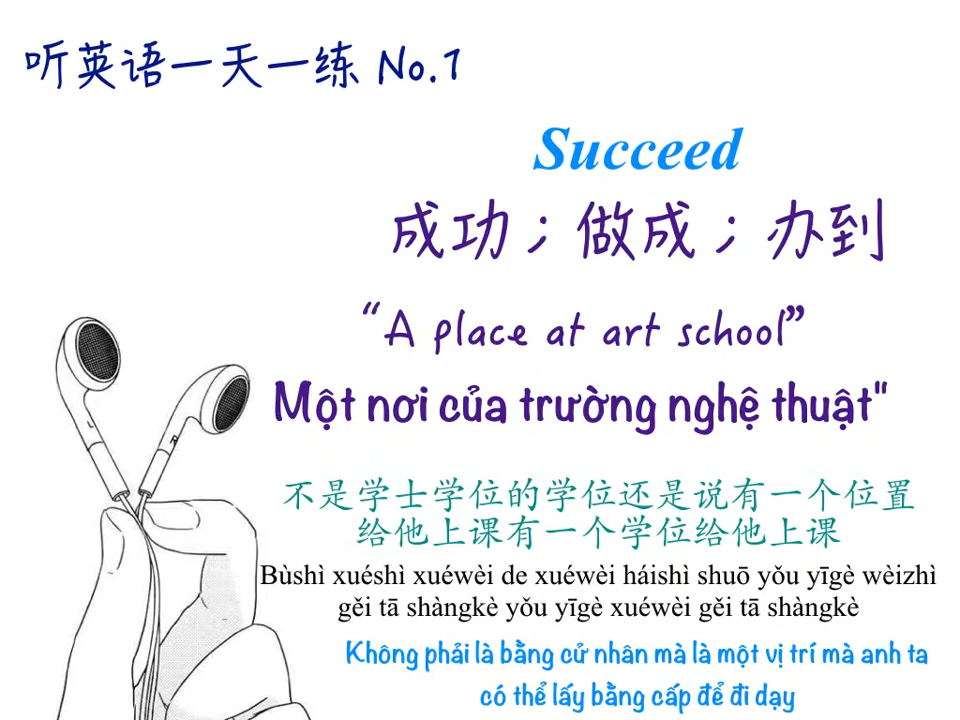 听英语一天一练 No.1
Succeed
成功；做成；办到
“A place at art school”
Một nơi của trường nghệ thuật"
L
R
不是学士学位的学位还是说有一个位置
给他上课有一个学位给他上课
Bùshì xuéshì xuéwèi de xuéwèi háishì shuō yǒu yīgè wèizhì
gěi tā shàngkè yǒu yīgè xuéwèi gěi tā shàngkè
Không phải là bằng cử nhân mà là một vị trí mà anh ta
có thể lấy bằng cấp để đi dạy